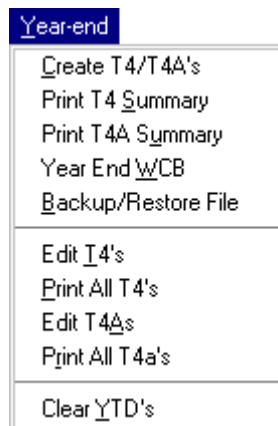 Year-end
Create T4/T4A's
Print T4 Summary
Print T4A Summary
Year End WCB
Backup/Restore File
Edit T4's
Print All T4's
Edit T4As
Print All T4a's
Clear YTD's